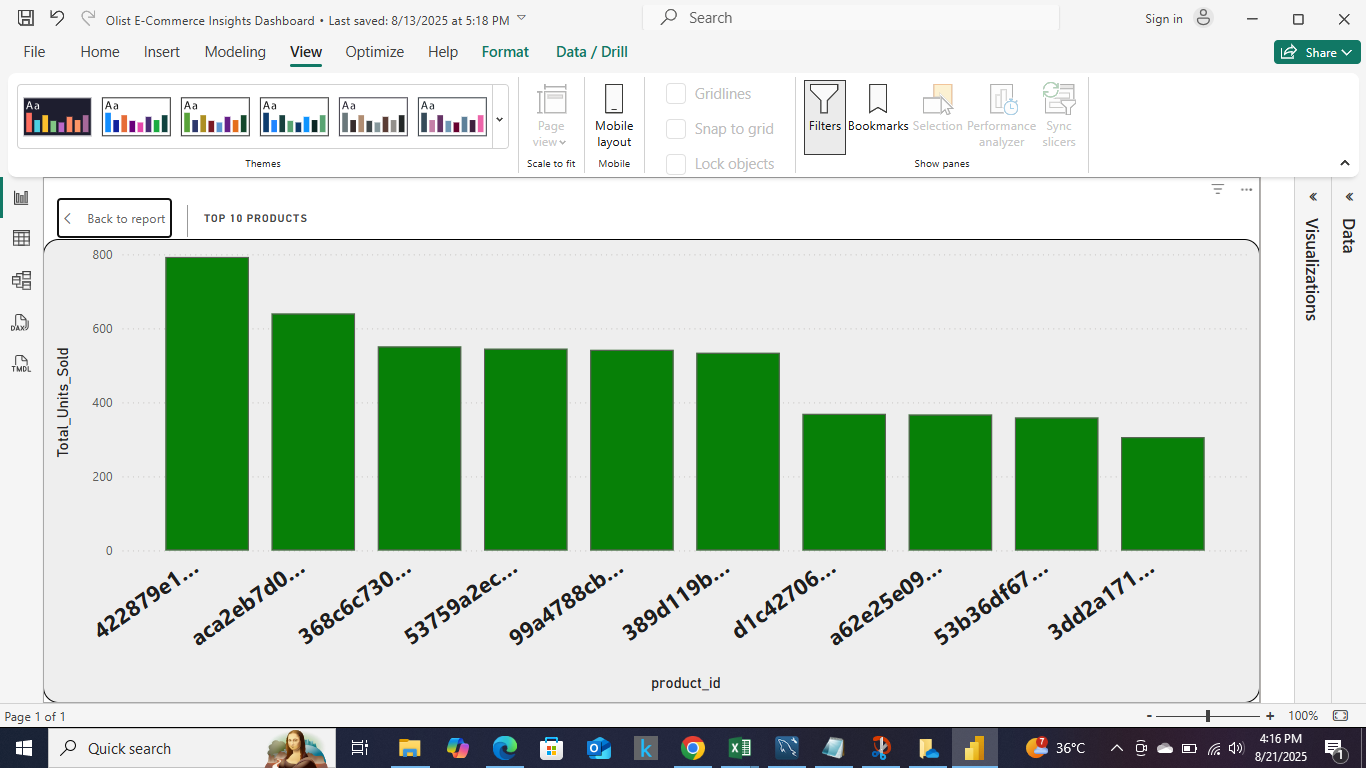 Olist E-Commerce Insights Dashboard • Last saved: 8/13/2025 at 5:18 PM
Search
Sign in
File Home Insert Modeling View Optimize Help Format Data / Drill
Share
Aa Aa Aa Aa Aa Aa
Themes
Page view
Scale to fit
Mobile layout
Mobile
Gridlines
Snap to grid
Lock objects
Filters
Bookmarks
Selection
Performance analyzer
Sync slicers
Show panes
Back to report
TOP 10 PRODUCTS
DAX
TMDL
Total_Units_Sold
800
600
400
200
0
422879e1...
aca2eb7d0...
368c6c730...
53759a2ec...
99a4788cb...
389d119b...
d1c42706...
a62e25e09...
53b36df67...
3dd2a171...
product_id
Visualizations
Data
Page 1 of 1
- + 100%
Quick search
k
7
36°C
4:16 PM
8/21/2025
1